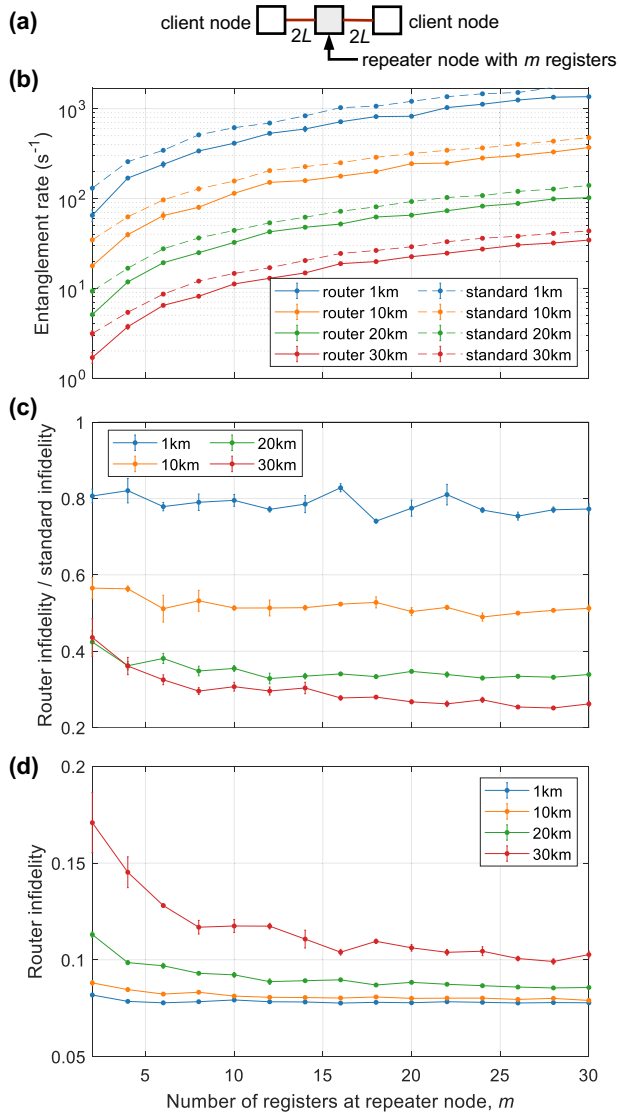 (a)
client node
client node
2L
2L
repeater node with m registers
(b)
Entanglement rate (s⁻¹)
10³
10²
10¹
10⁰
router 1km
standard 1km
router 10km
standard 10km
router 20km
standard 20km
router 30km
standard 30km
(c)
Router infidelity / standard infidelity
1
0.8
0.6
0.4
0.2
1km
20km
10km
30km
(d)
Router infidelity
0.2
0.15
0.1
0.05
1km
10km
20km
30km
5
10
15
20
25
30
Number of registers at repeater node, m